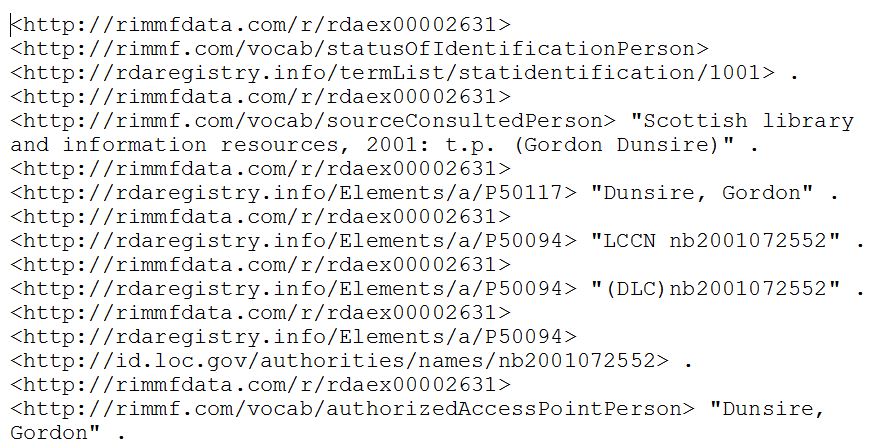 <http://rimmfdata.com/r/rdaex00002631>
<http://rimmf.com/vocab/statusOfIdentificationPerson>
<http://rdaregistry.info/termList/statidentification/1001> .
<http://rimmfdata.com/r/rdaex00002631>
<http://rimmf.com/vocab/sourceConsultedPerson> "Scottish library
and information resources, 2001: t.p. (Gordon Dunsire)" .
<http://rimmfdata.com/r/rdaex00002631>
<http://rdaregistry.info/Elements/a/P50117> "Dunsire, Gordon" .
<http://rimmfdata.com/r/rdaex00002631>
<http://rdaregistry.info/Elements/a/P50094> "LCCN nb2001072552" .
<http://rimmfdata.com/r/rdaex00002631>
<http://rdaregistry.info/Elements/a/P50094> "(DLC)nb2001072552" .
<http://rimmfdata.com/r/rdaex00002631>
<http://rdaregistry.info/Elements/a/P50094>
<http://id.loc.gov/authorities/names/nb2001072552> .
<http://rimmfdata.com/r/rdaex00002631>
<http://rimmf.com/vocab/authorizedAccessPointPerson> "Dunsire,
Gordon" .